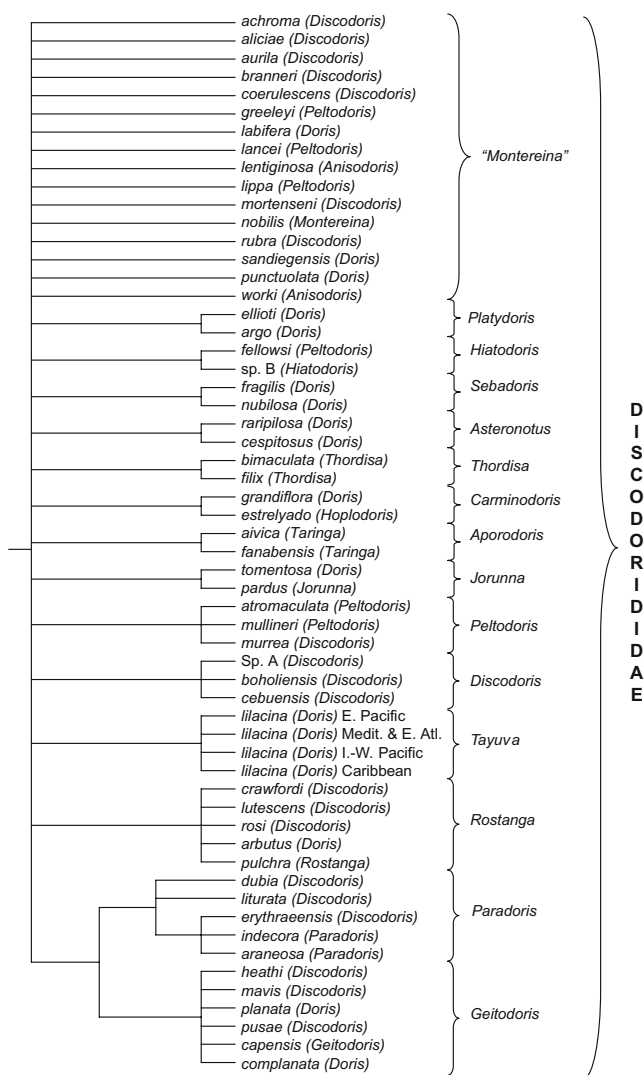 achroma (Discodoris)
aliciae (Discodoris)
aurila (Discodoris)
branneri (Discodoris)
coerulescens (Discodoris)
greeleyi (Peltodoris)
labifera (Doris)
lancei (Peltodoris)
lentiginosa (Anisodoris)
lippa (Peltodoris)
mortenseni (Discodoris)
nobilis (Montereina)
rubra (Discodoris)
sandiegensis (Doris)
punctuolata (Doris)
worki (Anisodoris)
"Montereina"
ellioti (Doris)
argo (Doris)
Platydoris
fellowsi (Peltodoris)
sp. B (Hiatodoris)
Hiatodoris
fragilis (Doris)
nubilosa (Doris)
Sebadoris
raripilosa (Doris)
cespitosus (Doris)
Asteronotus
bimaculata (Thordisa)
filix (Thordisa)
Thordisa
grandiflora (Doris)
estrelyado (Hoplodoris)
Carminodoris
aivica (Taringa)
fanabensis (Taringa)
Aporodoris
tomentosa (Doris)
pardus (Jorunna)
Jorunna
atromaculata (Peltodoris)
mullineri (Peltodoris)
murrea (Discodoris)
Peltodoris
Sp. A (Discodoris)
boholiensis (Discodoris)
cebuensis (Discodoris)
Discodoris
lilacina (Doris) E. Pacific
lilacina (Doris) Medit. & E. Atl.
lilacina (Doris) I.-W. Pacific
lilacina (Doris) Caribbean
Tayuva
crawfordi (Discodoris)
lutescens (Discodoris)
rosi (Discodoris)
arbutus (Doris)
pulchra (Rostanga)
Rostanga
dubia (Discodoris)
liturata (Discodoris)
erythraeensis (Discodoris)
indecora (Paradoris)
araneosa (Paradoris)
Paradoris
heathi (Discodoris)
mavis (Discodoris)
planata (Doris)
pusae (Discodoris)
capensis (Geitodoris)
complanata (Doris)
Geitodoris
DISCODORIDIDAE